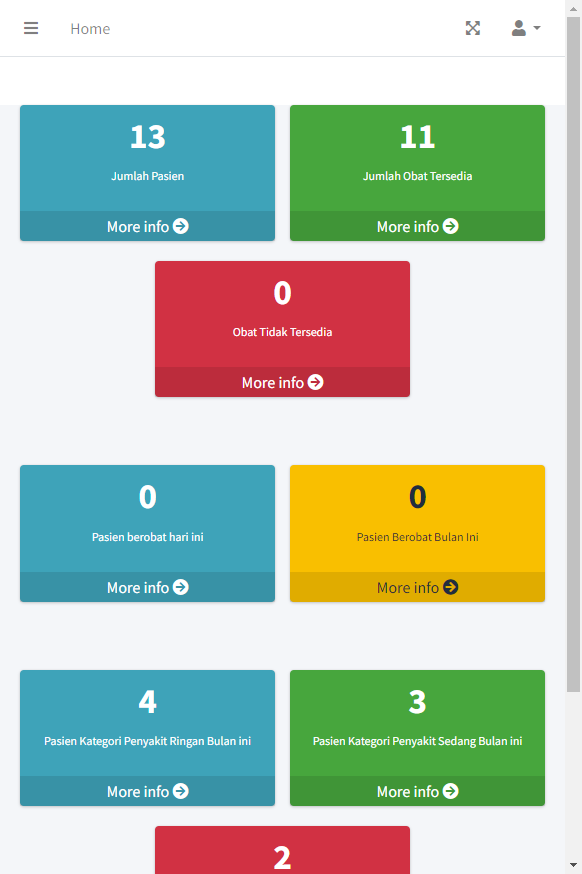 Home
13
Jumlah Pasien
More info
11
Jumlah Obat Tersedia
More info
0
Obat Tidak Tersedia
More info
0
Pasien berobat hari ini
More info
0
Pasien Berobat Bulan Ini
More info
4
Pasien Kategori Penyakit Ringan Bulan ini
More info
3
Pasien Kategori Penyakit Sedang Bulan ini
More info
2